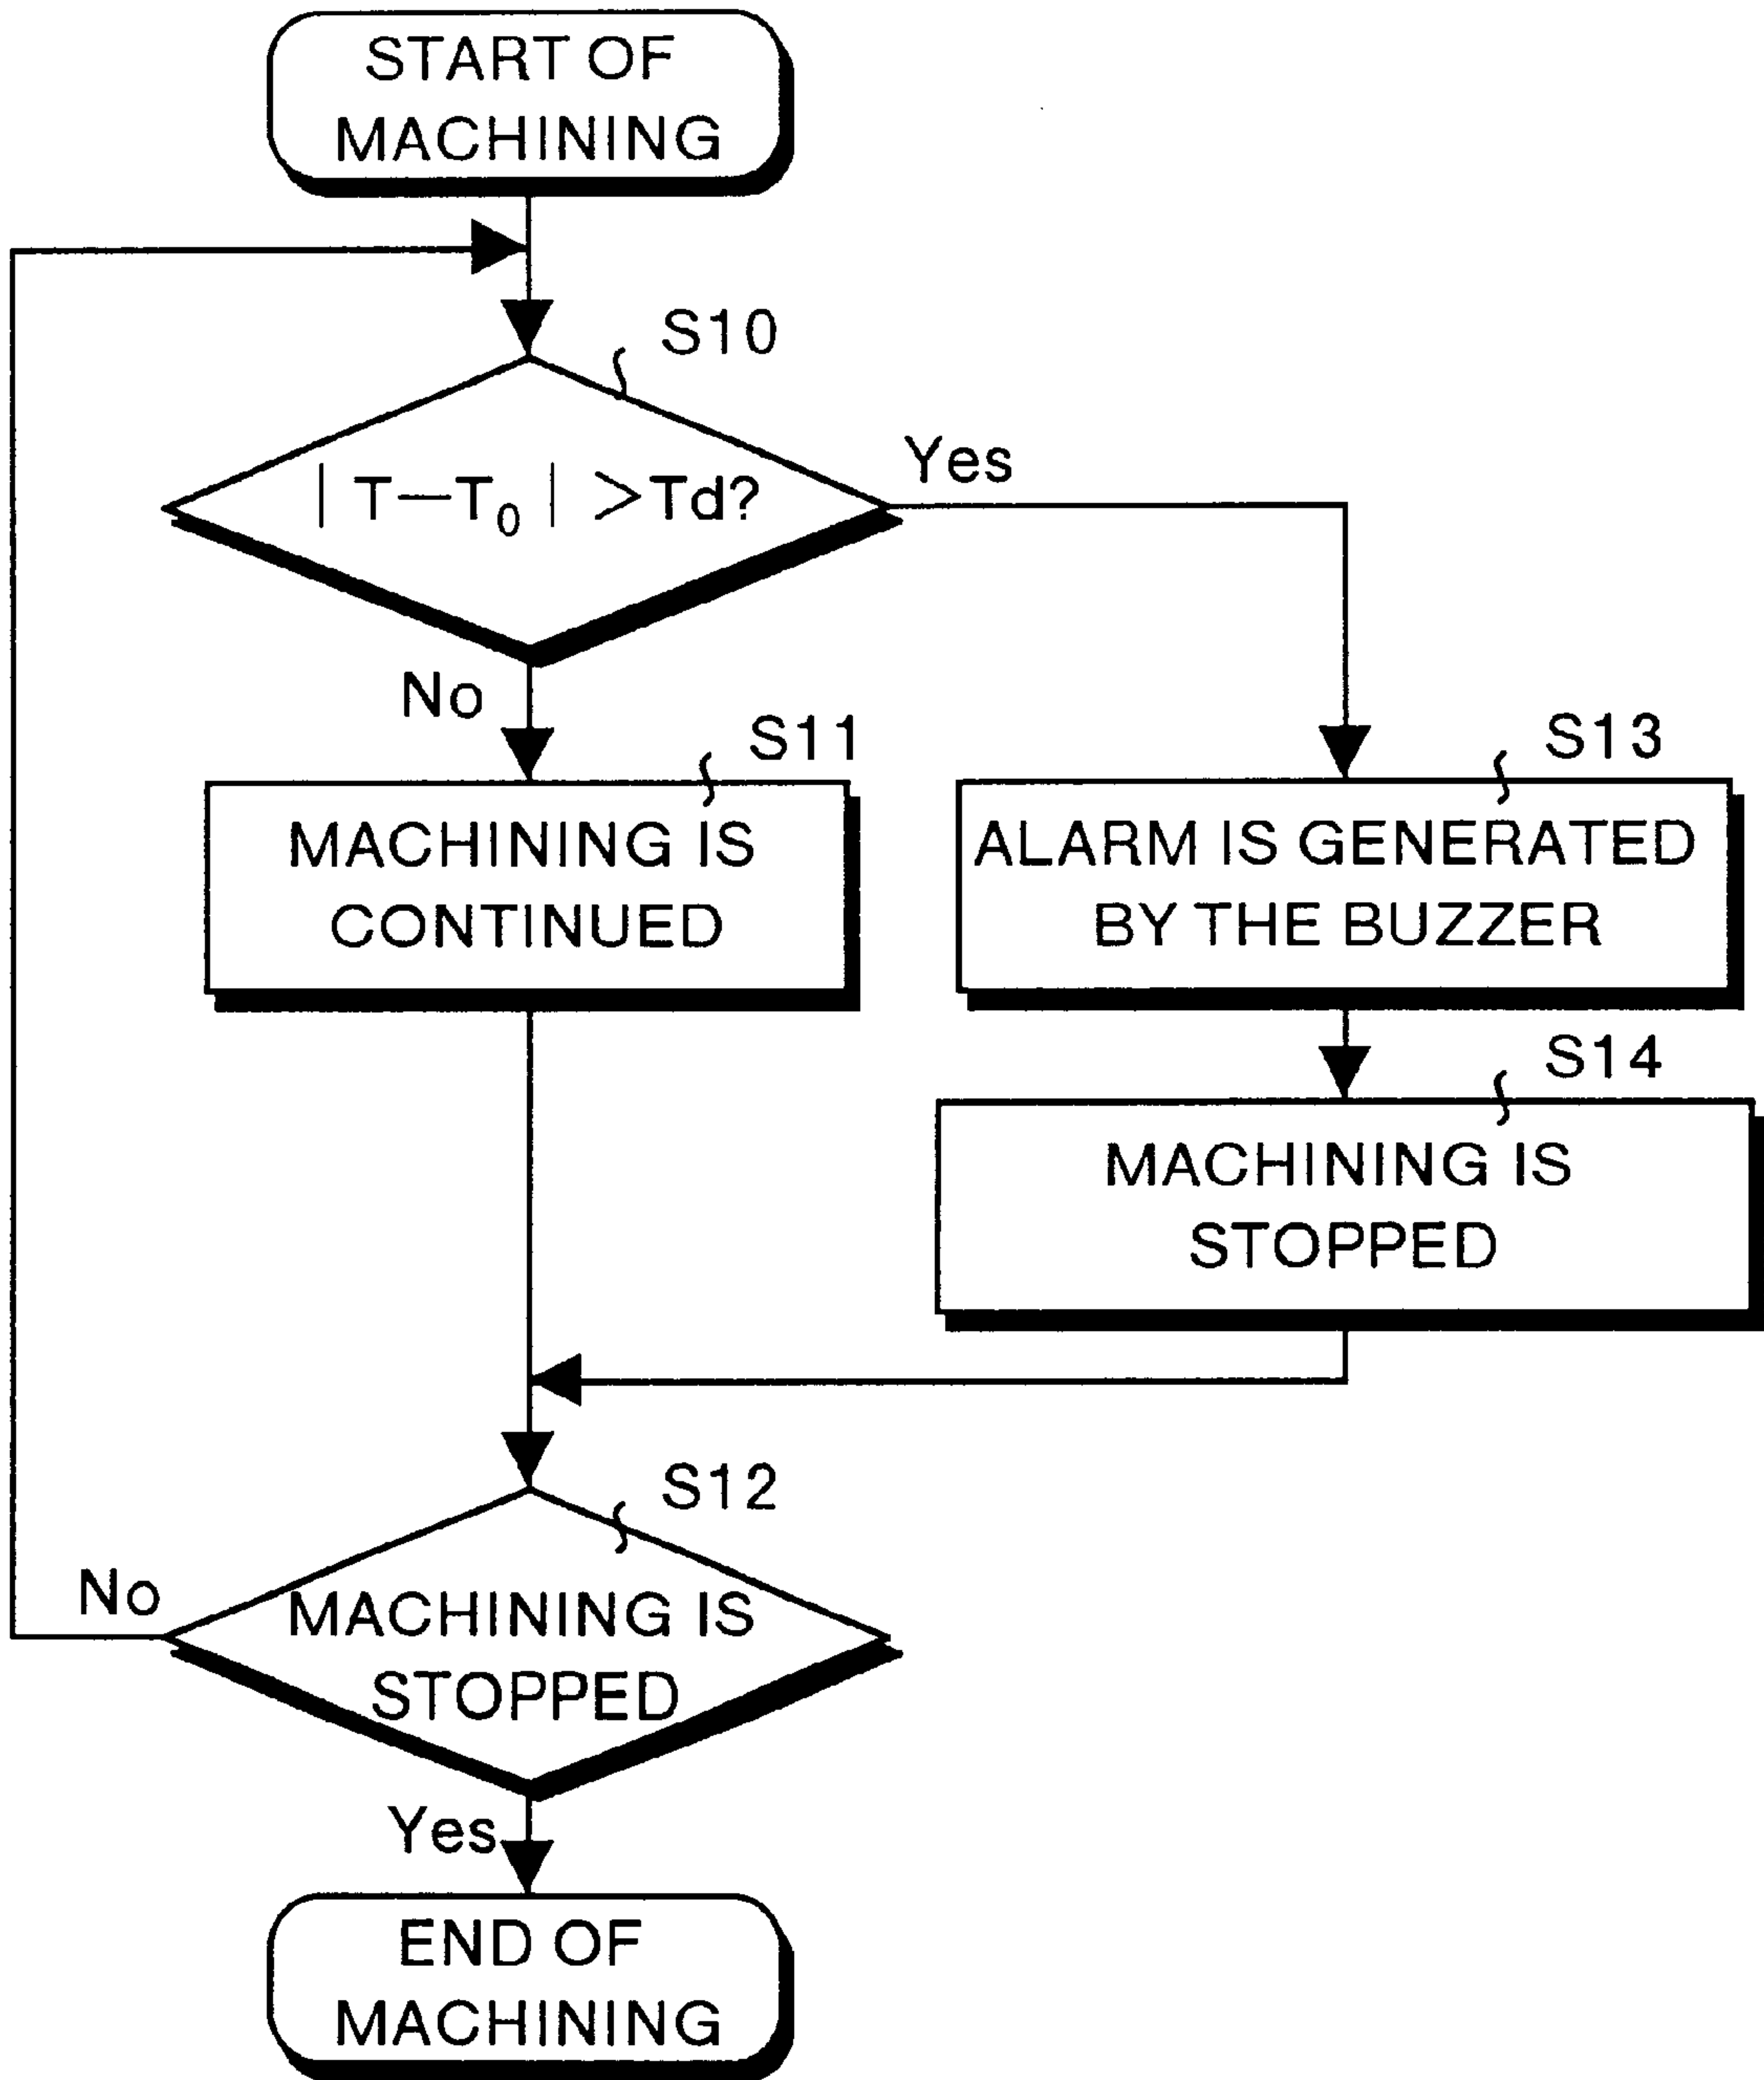 START OF
MACHINING
S10
| T—T₀ | >Td?
Yes
No
S11
MACHINING IS
CONTINUED
S13
ALARM IS GENERATED
BY THE BUZZER
S14
MACHINING IS
STOPPED
S12
No
MACHINING IS
STOPPED
Yes
END OF
MACHINING